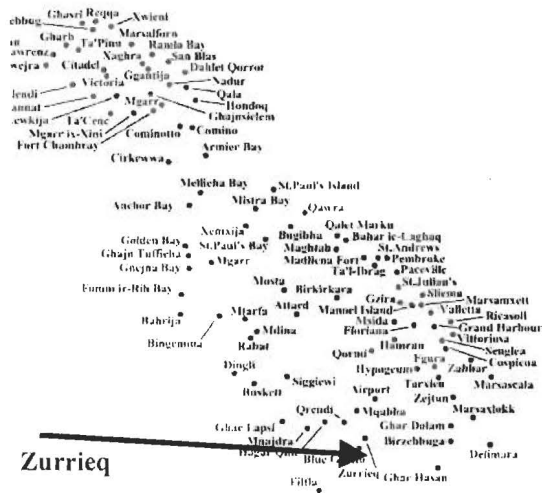 Ghasri Reqqa
Xwieni
Gharb
Marsalforn
Ta'Pinu
Ramla Bay
Xaghra
San Blas
Citadel
Dahlet Qorrot
Ggantija
Nadur
Victoria
Qala
Mgarr
Hondoq
Ghajnsielem
Ta'Cenc
Mgarr ix-Xini
Cominotto
Comino
Fort Chambray
Armier Bay
Cirkewwa
Mellieha Bay
St.Paul's Island
Anchor Bay
Mistra Bay
Qawra
Xemxija
Qalet Marku
Bugibba
Bahar ic-Caghaq
Golden Bay
St.Paul's Bay
Maghtab
St.Andrews
Ghajn Tuffieha
Mgarr
Madliena Fort
Pembroke
Gnejna Bay
Ta'l-Ibrag
Paceville
Mosta
St.Julian's
Fomm ir-Rih Bay
Birkirkara
Gzira
Sliema
Attard
Manoel Island
Marsamxett
Bahrija
Mtarfa
Msida
Valletta
Ricasoli
Mdina
Floriana
Grand Harbour
Bingemma
Rabat
Hamrun
Vittoriosa
Qormi
Senglea
Fgura
Cospicua
Dingli
Hypogeum
Zabbar
Siggiewi
Tarxien
Marsascala
Buskett
Airport
Zejtun
Qrendi
Mqabba
Marsaxlokk
Ghar Lapsi
Ghar Dalam
Mnajdra
Birzebbuga
Delimara
Zurrieq
Zurrieq
Ghar Hasan
Filfla